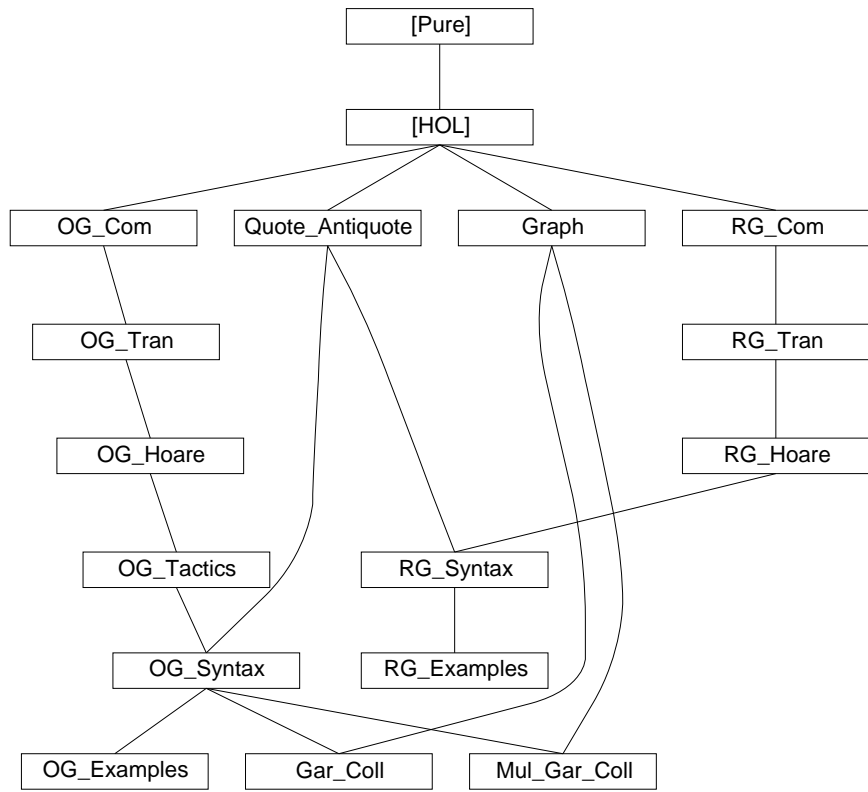 [Pure]
[HOL]
OG_Com
Quote_Antiquote
Graph
RG_Com
OG_Tran
RG_Tran
OG_Hoare
RG_Hoare
OG_Tactics
RG_Syntax
OG_Syntax
RG_Examples
OG_Examples
Gar_Coll
Mul_Gar_Coll